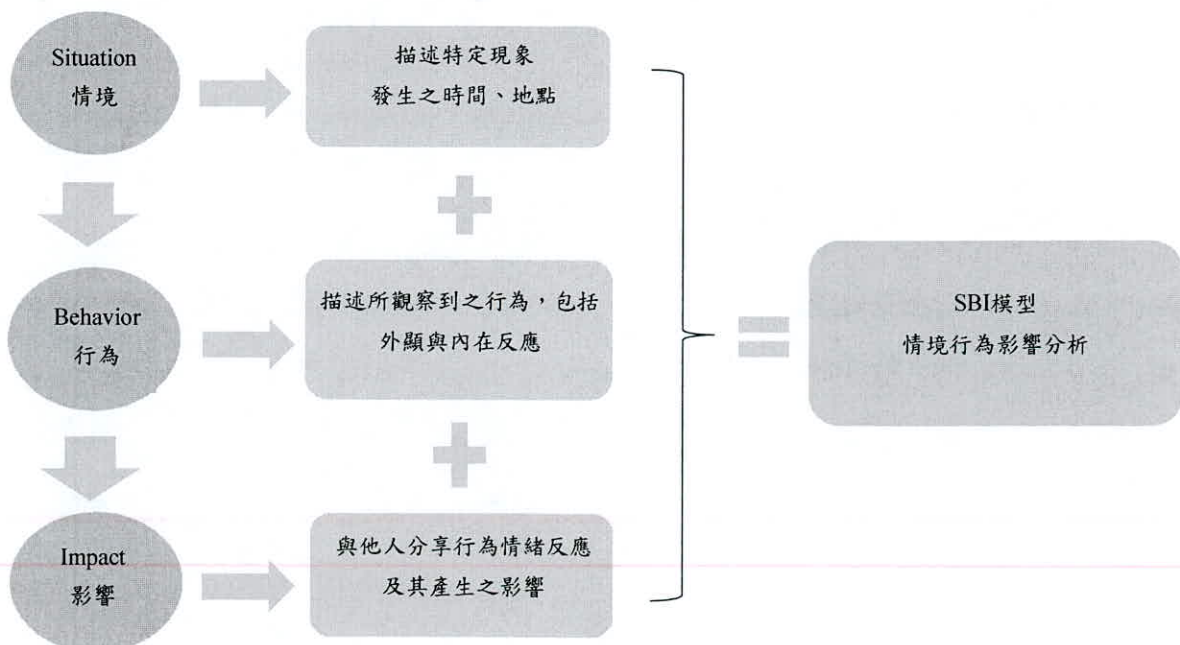 Situation
情境
描述特定現象
發生之時間、地點
Behavior
行為
描述所觀察到之行為，包括
外顯與內在反應
Impact
影響
與他人分享行為情緒反應
及其產生之影響
SBI模型
情境行為影響分析